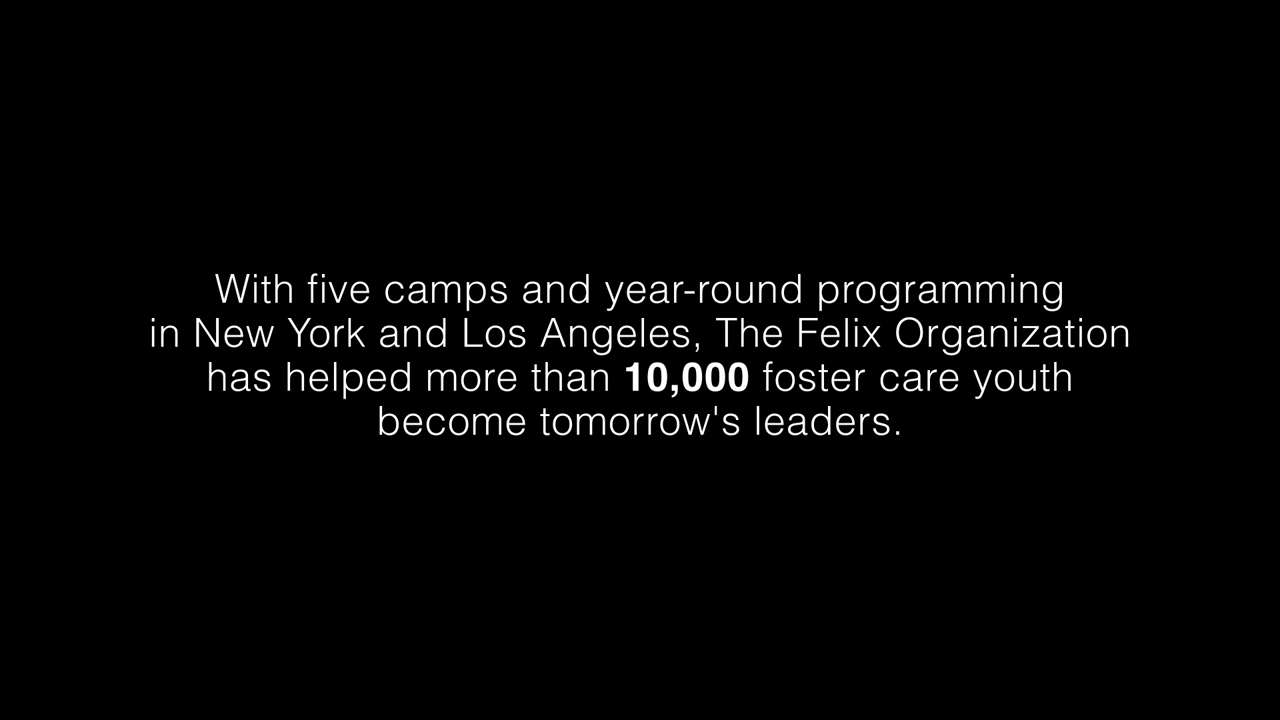 With five camps and year-round programming
in New York and Los Angeles, The Felix Organization
has helped more than 10,000 foster care youth
become tomorrow's leaders.